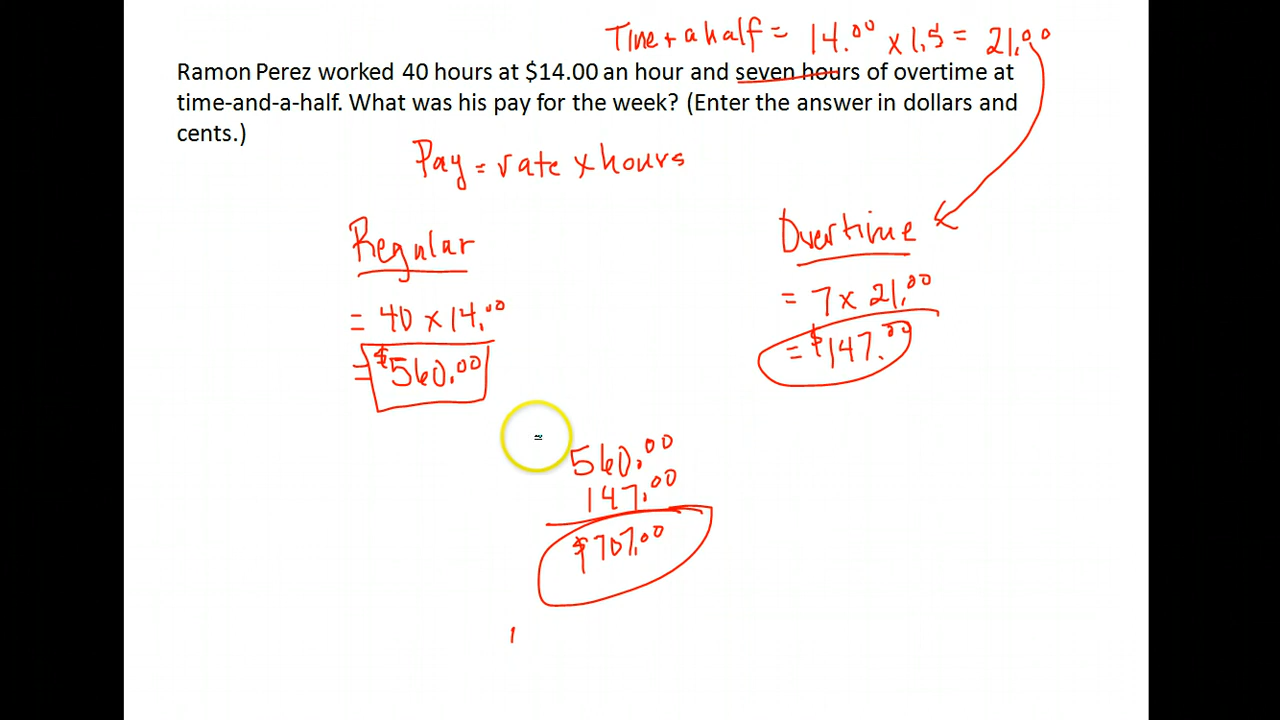 Time + a half = 14.00 x 1.5 = 21.00
Ramon Perez worked 40 hours at $14.00 an hour and seven hours of overtime at
time-and-a-half. What was his pay for the week? (Enter the answer in dollars and
cents.)
Pay = rate x hours
Regular
= 40 x 14.00
= $560.00
Overtime
= 7 x 21.00
= $147.00
560.00
147.00
$707.00